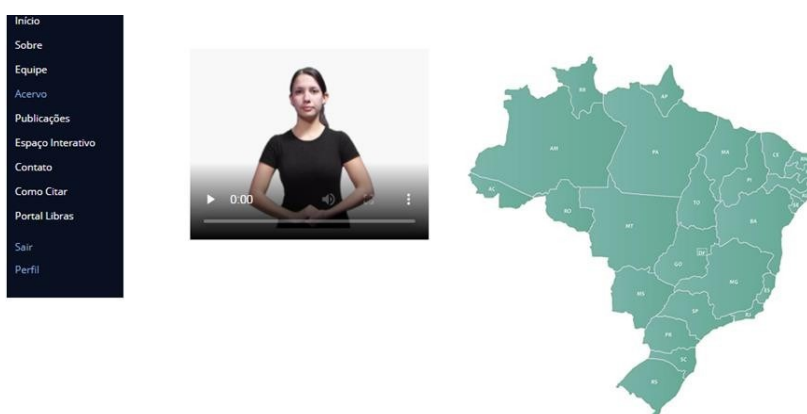 Início
Sobre
Equipe
Acervo
Publicações
Espaço Interativo
Contato
Como Citar
Portal Libras
Sair
Perfil
0:00
RR
AP
AM
PA
MA
CE
PI
AC
RO
TO
MT
BA
GO
DF
MG
ES
MS
SP
RJ
PR
SC
RS